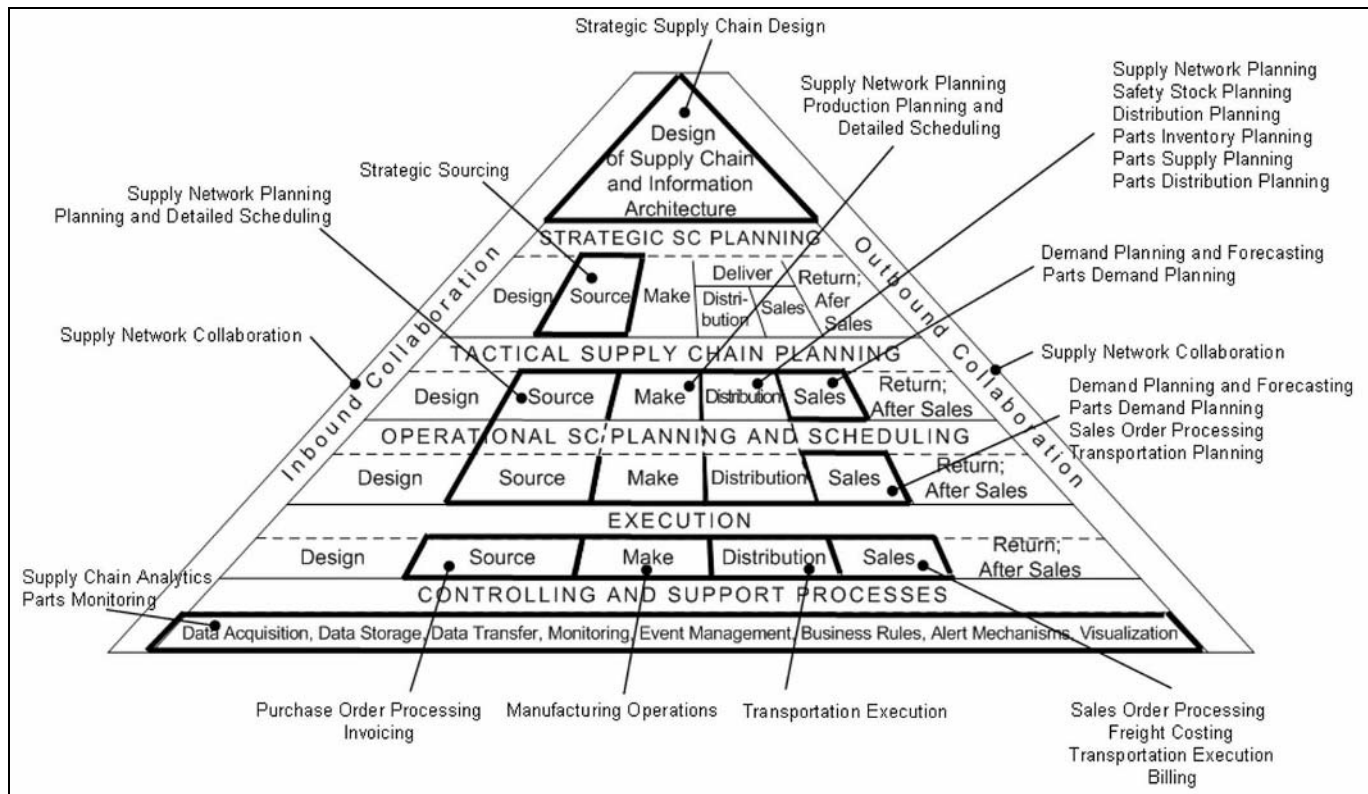 Strategic Supply Chain Design
Supply Network Planning
Production Planning and
Detailed Scheduling
Supply Network Planning
Safety Stock Planning
Distribution Planning
Parts Inventory Planning
Parts Supply Planning
Parts Distribution Planning
Strategic Sourcing
Supply Network Planning
Planning and Detailed Scheduling
Design
of Supply Chain
and Information
Architecture
STRATEGIC SC PLANNING
Inbound Collaboration
Outbound Collaboration
Demand Planning and Forecasting
Parts Demand Planning
Design Source Make
Deliver
Distri-
bution
Sales
Return;
Afer
Sales
Supply Network Collaboration
Supply Network Collaboration
TACTICAL SUPPLY CHAIN PLANNING
Design Source Make Distribution Sales
Return;
After Sales
Demand Planning and Forecasting
Parts Demand Planning
Sales Order Processing
Transportation Planning
OPERATIONAL SC PLANNING AND SCHEDULING
Design Source Make Distribution Sales
Return;
After Sales
EXECUTION
Design Source Make Distribution Sales
Return;
After Sales
Supply Chain Analytics
Parts Monitoring
CONTROLLING AND SUPPORT PROCESSES
Data Acquisition, Data Storage, Data Transfer, Monitoring, Event Management, Business Rules, Alert Mechanisms, Visualization
Purchase Order Processing
Invoicing
Manufacturing Operations
Transportation Execution
Sales Order Processing
Freight Costing
Transportation Execution
Billing